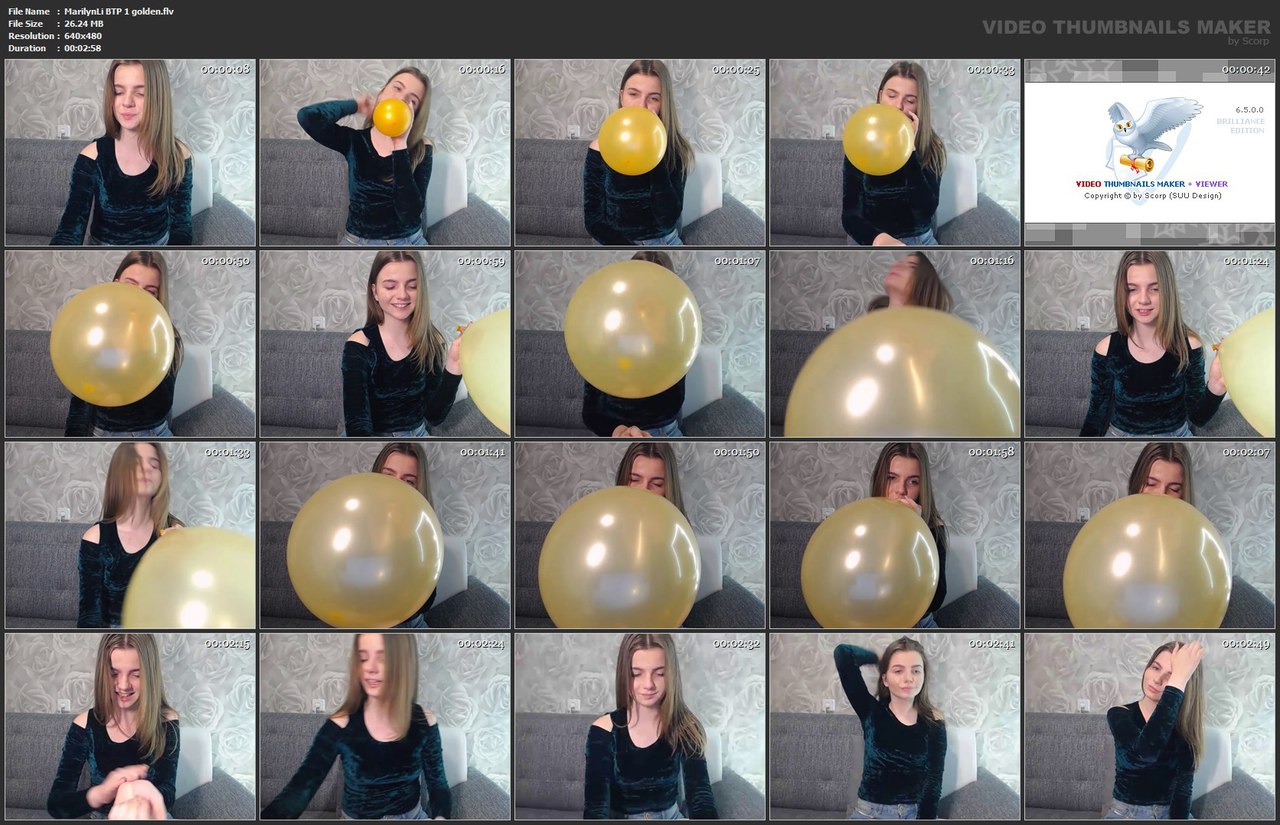 File Name : MarilynLi BTP 1 golden.flv
File Size : 26.24 MB
Resolution : 640x480
Duration : 00:02:58
VIDEO THUMBNAILS MAKER
by Scorp
00:00:08
00:00:16
00:00:25
00:00:33
00:00:42
6.5.0.0
BRILLIANCE
EDITION
VIDEO THUMBNAILS MAKER + VIEWER
Copyright © by Scorp (SUU Design)
00:00:50
00:00:59
00:01:07
00:01:16
00:01:24
00:01:33
00:01:41
00:01:50
00:01:58
00:02:07
00:02:15
00:02:24
00:02:32
00:02:41
00:02:49